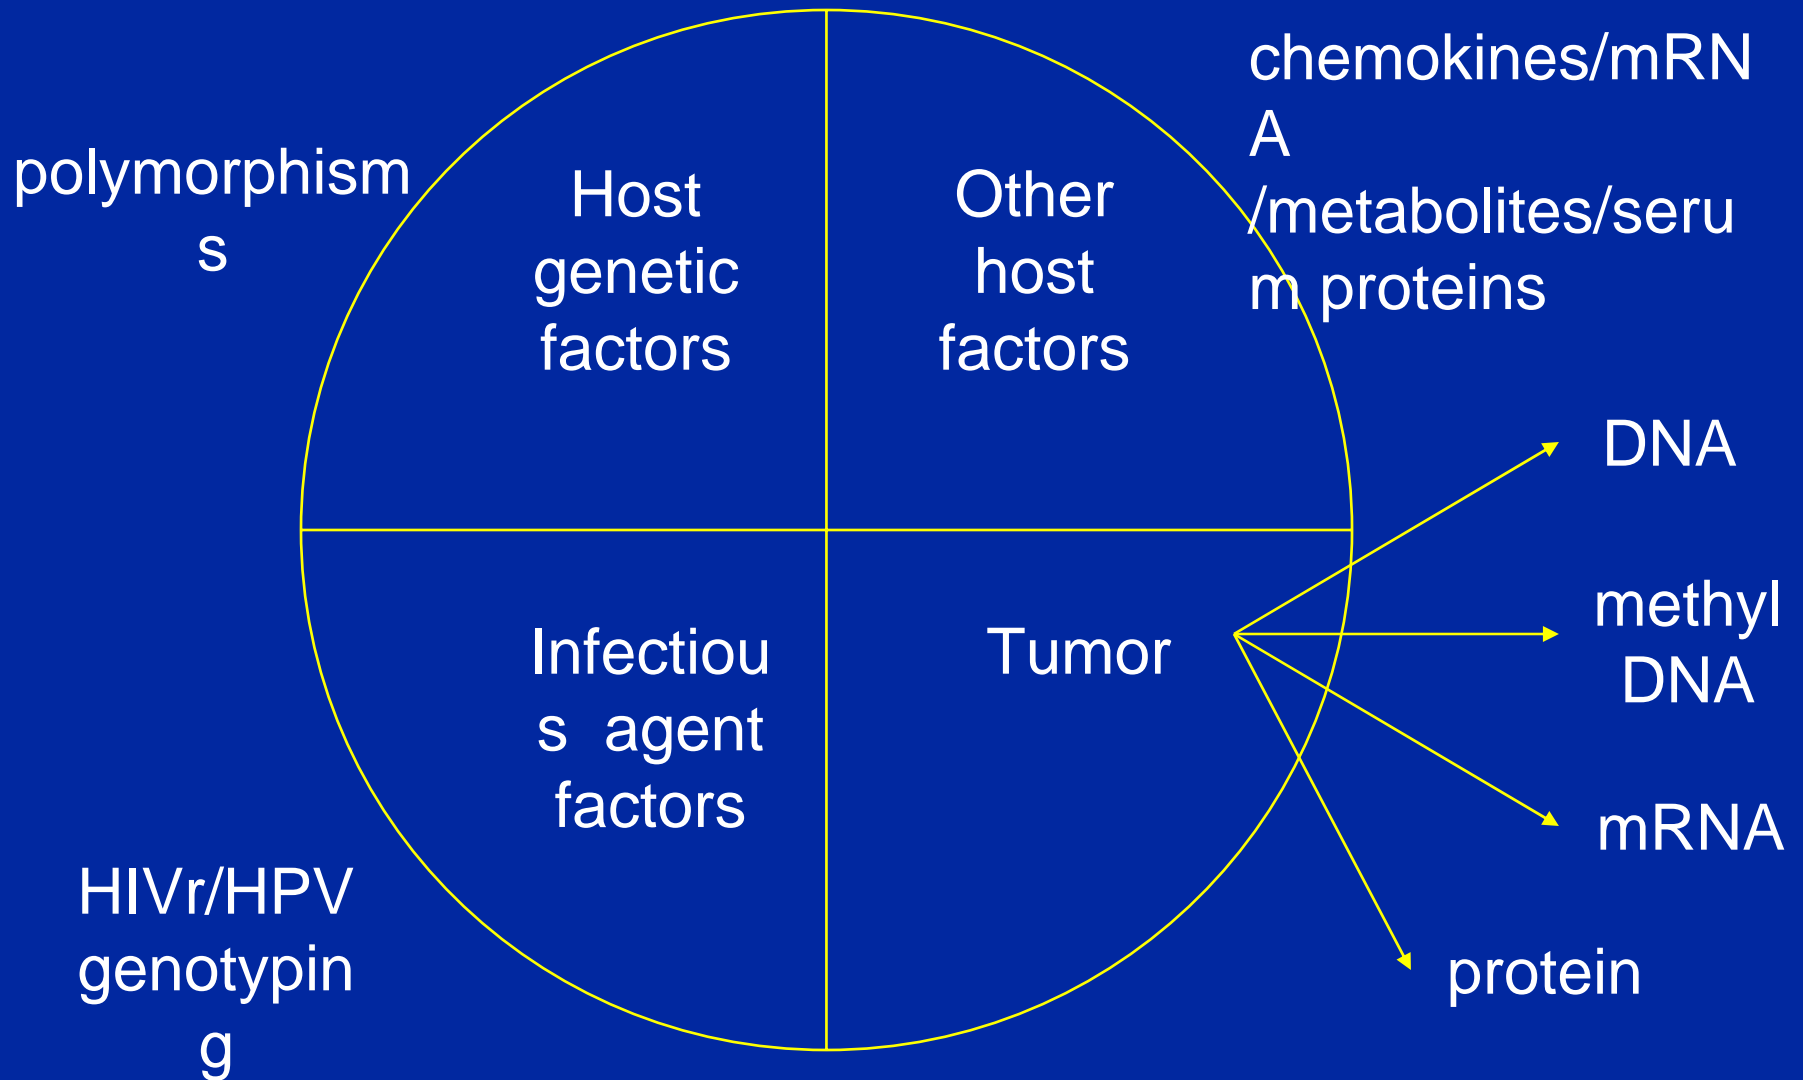 polymorphism
s
Host
genetic
factors
Other
host
factors
chemokines/mRN
A
/metabolites/seru
m proteins
Infectiou
s  agent
factors
Tumor
DNA
methyl
DNA
mRNA
protein
HIVr/HPV
genotypin
g